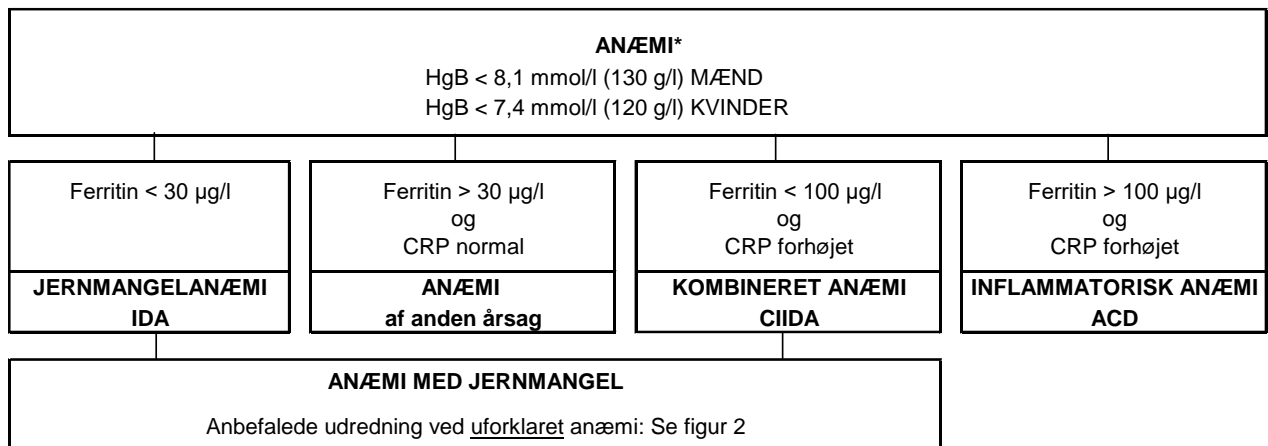 ANÆMI*
HgB < 8,1 mmol/l (130 g/l) MÆND
HgB < 7,4 mmol/l (120 g/l) KVINDER
Ferritin < 30 µg/l
JERNMANGELANÆMI
IDA
Ferritin > 30 µg/l
og
CRP normal
ANÆMI
af anden årsag
Ferritin < 100 µg/l
og
CRP forhøjet
KOMBINERET ANÆMI
CIIDA
Ferritin > 100 µg/l
og
CRP forhøjet
INFLAMMATORISK ANÆMI
ACD
ANÆMI MED JERNMANGEL
Anbefalede udredning ved uforklaret anæmi: Se figur 2